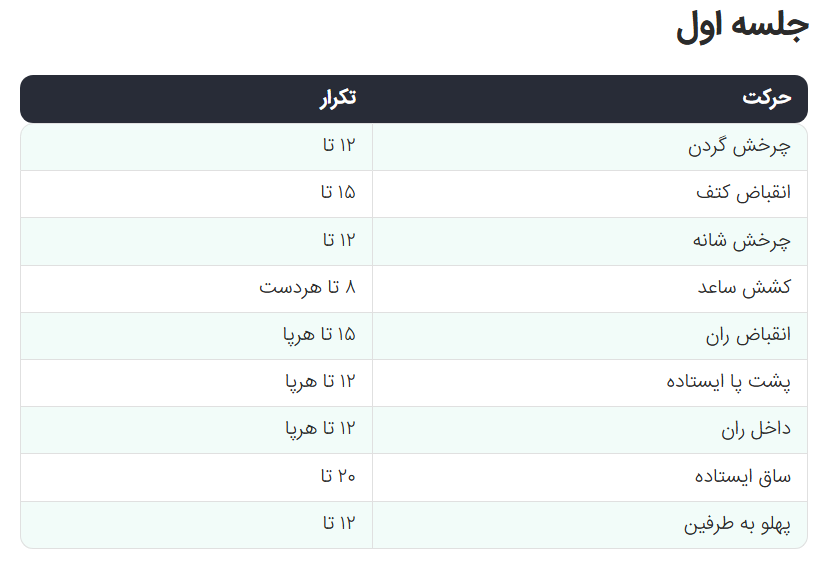 جلسه اول
حرکت تکرار
چرخش گردن ۱۲ تا
انقباض کتف ۱۵ تا
چرخش شانه ۱۲ تا
کشش ساعد ۸ تا هردست
انقباض ران ۱۵ تا هرپا
پشت پا ایستاده ۱۲ تا هرپا
داخل ران ۱۲ تا هرپا
ساق ایستاده ۲۰ تا
پهلو به طرفین ۱۲ تا